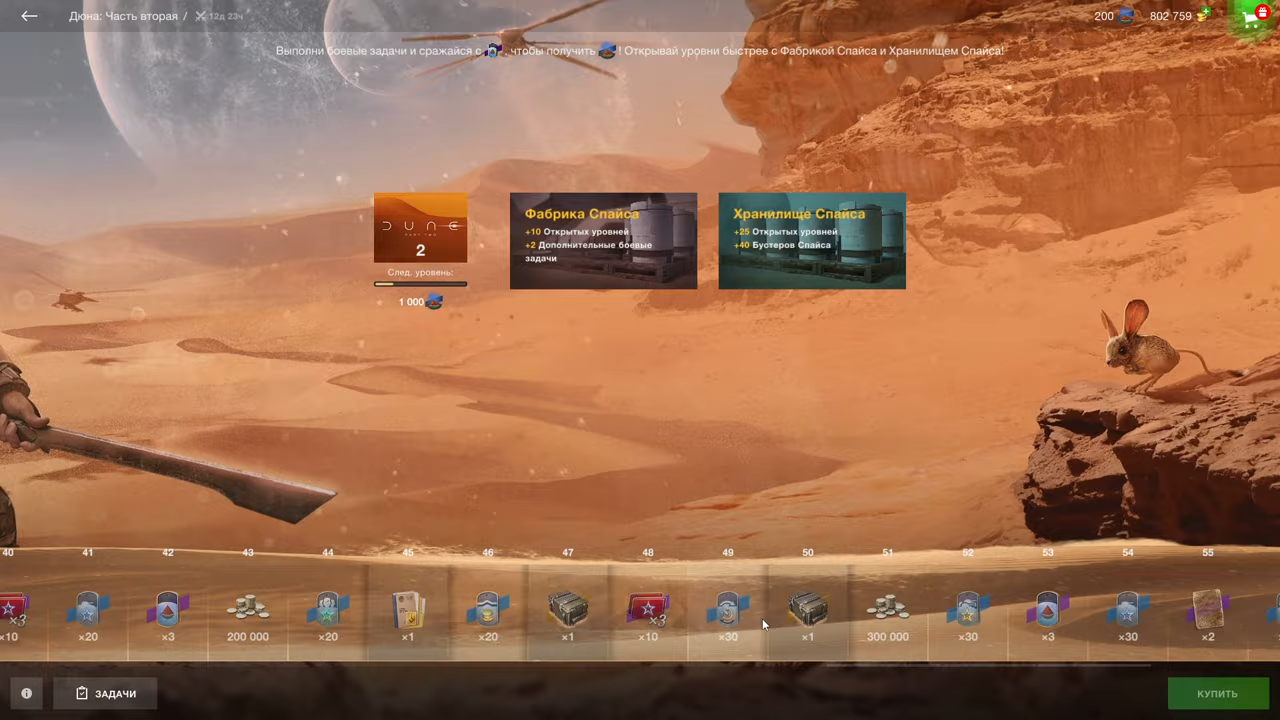 Дюна: Часть вторая / 12д 23ч
200 802 759
Выполни боевые задачи и сражайся с , чтобы получить ! Открывай уровни быстрее с Фабрикой Спайса и Хранилищем Спайса!
DUNE
2
След. уровень:
1 000
Фабрика Спайса
+10 Открытых уровней
+2 Дополнительные боевые
задачи
Хранилище Спайса
+25 Открытых уровней
+40 Бустеров Спайса
40 41 42 43 44 45 46 47 48 49 50 51 52 53 54 55
×3 ×3
×10 ×20 ×3 200 000 ×20 ×1 ×20 ×1 ×10 ×30 ×1 300 000 ×30 ×3 ×30 ×2
ЗАДАЧИ
КУПИТЬ